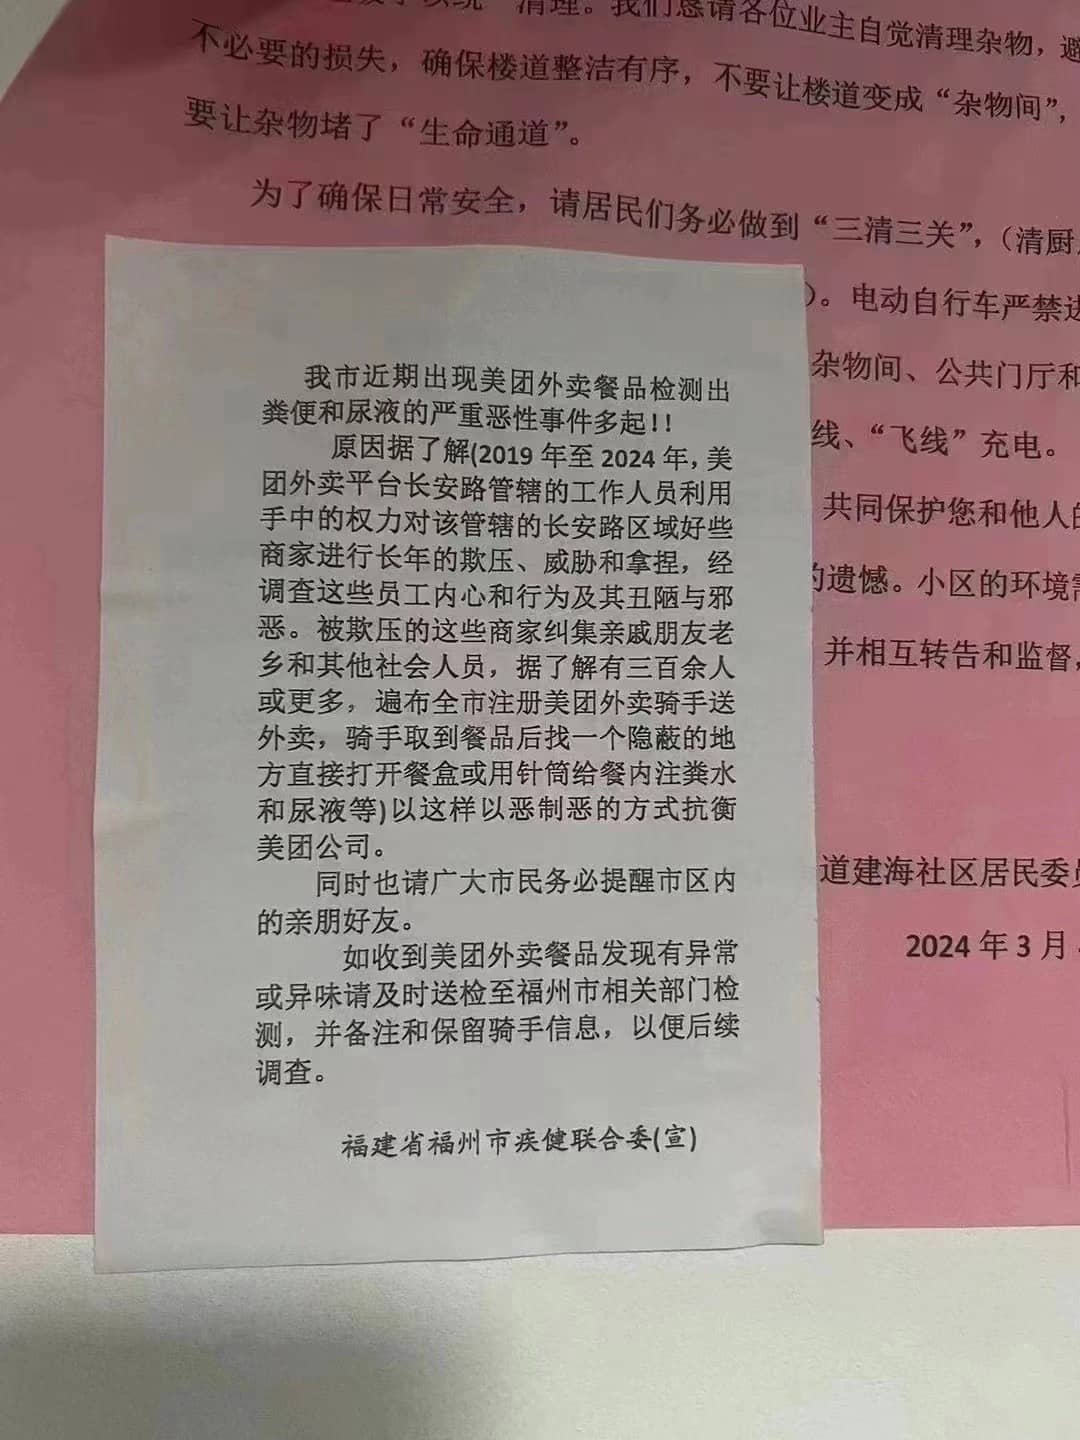 清理。我们恳请各位业主自觉清理杂物，避
不必要的损失，确保楼道整洁有序，不要让楼道变成“杂物间”，
要让杂物堵了“生命通道”。
为了确保日常安全，请居民们务必做到“三清三关”，（清厨
）。电动自行车严禁进
杂物间、公共门厅和
线、“飞线”充电。
共同保护您和他人的
的遗憾。小区的环境需
并相互转告和监督，
道建海社区居民委员
2024年3月
我市近期出现美团外卖餐品检测出
粪便和尿液的严重恶性事件多起!!
原因据了解(2019年至2024年，美
团外卖平台长安路管辖的工作人员利用
手中的权力对该管辖的长安路区域好些
商家进行长年的欺压、威胁和拿捏，经
调查这些员工内心和行为及其丑陋与邪
恶。被欺压的这些商家纠集亲戚朋友老
乡和其他社会人员，据了解有三百余人
或更多，遍布全市注册美团外卖骑手送
外卖，骑手取到餐品后找一个隐蔽的地
方直接打开餐盒或用针筒给餐内注粪水
和尿液等)以这样以恶制恶的方式抗衡
美团公司。
同时也请广大市民务必提醒市区内
的亲朋好友。
如收到美团外卖餐品发现有异常
或异味请及时送检至福州市相关部门检
测，并备注和保留骑手信息，以便后续
调查。
福建省福州市疾健联合委(宣)